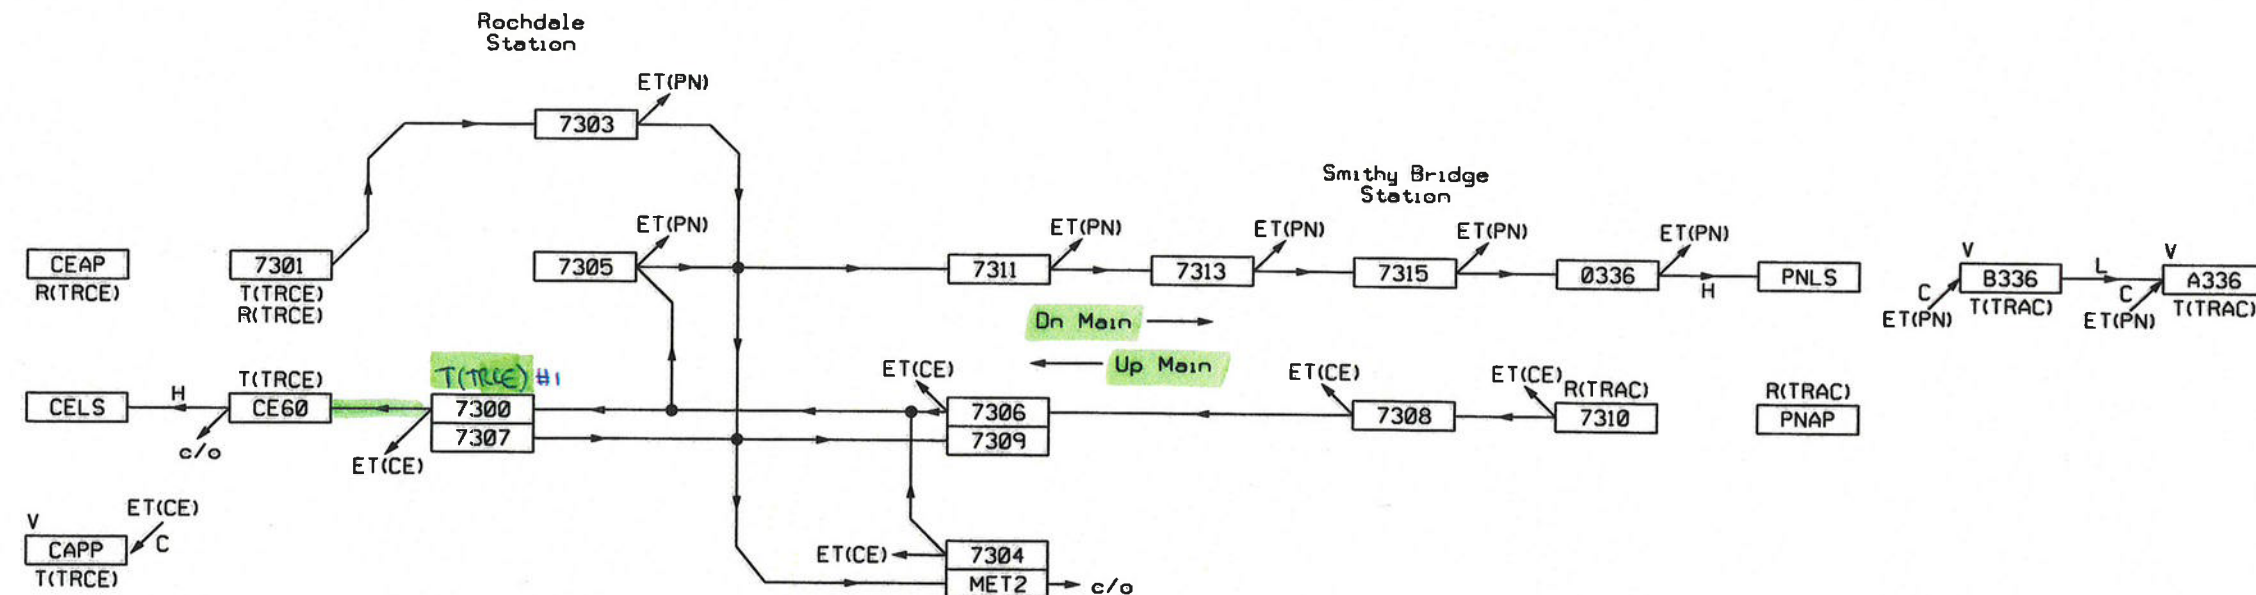 Rochdale
Station
ET(PN)
7303
Smithy Bridge
Station
ET(PN)
ET(PN)
ET(PN)
ET(PN)
ET(PN)
CEAP
R(TRCE)
7301
T(TRCE)
R(TRCE)
7305
7311
7313
7315
0336
H
PNLS
V
B336
T(TRAC)
C
ET(PN)
L
V
A336
T(TRAC)
C
ET(PN)
Dn Main
Up Main
T(TRCE) #1
CELS
H
T(TRCE)
CE60
c/o
7300
7307
ET(CE)
ET(CE)
7306
7309
ET(CE)
7308
ET(CE)
R(TRAC)
7310
R(TRAC)
PNAP
V
CAPP
T(TRCE)
ET(CE)
C
ET(CE)
7304
MET2
c/o